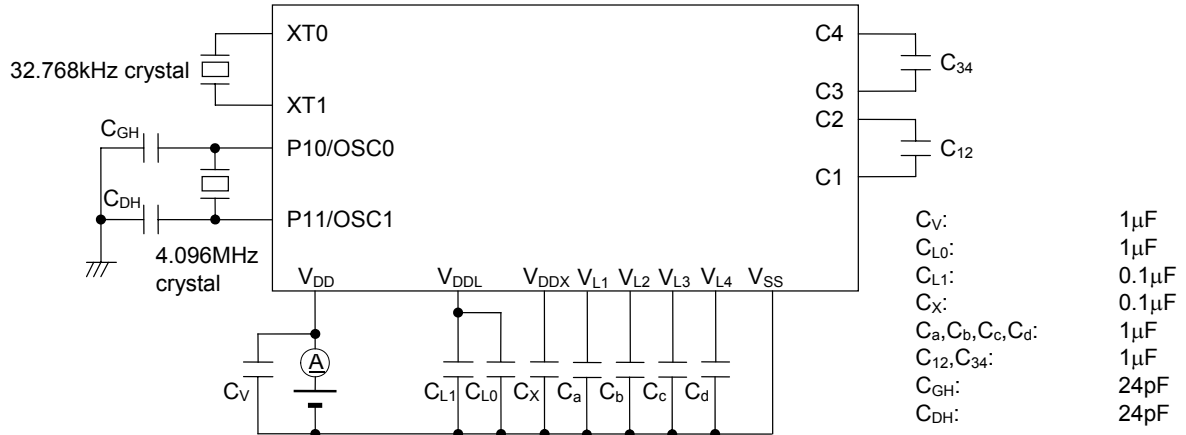 XT0
C4
32.768kHz crystal
C34
XT1
C3
CGH
C2
P10/OSC0
C12
CDH
C1
P11/OSC1
4.096MHz
crystal
VDD
VDDL
VDDX
VL1
VL2
VL3
VL4
VSS
A
CV
CL1
CL0
CX
Ca
Cb
Cc
Cd
CV: 1μF
CL0: 1μF
CL1: 0.1μF
CX: 0.1μF
Ca,Cb,Cc,Cd: 1μF
C12,C34: 1μF
CGH: 24pF
CDH: 24pF